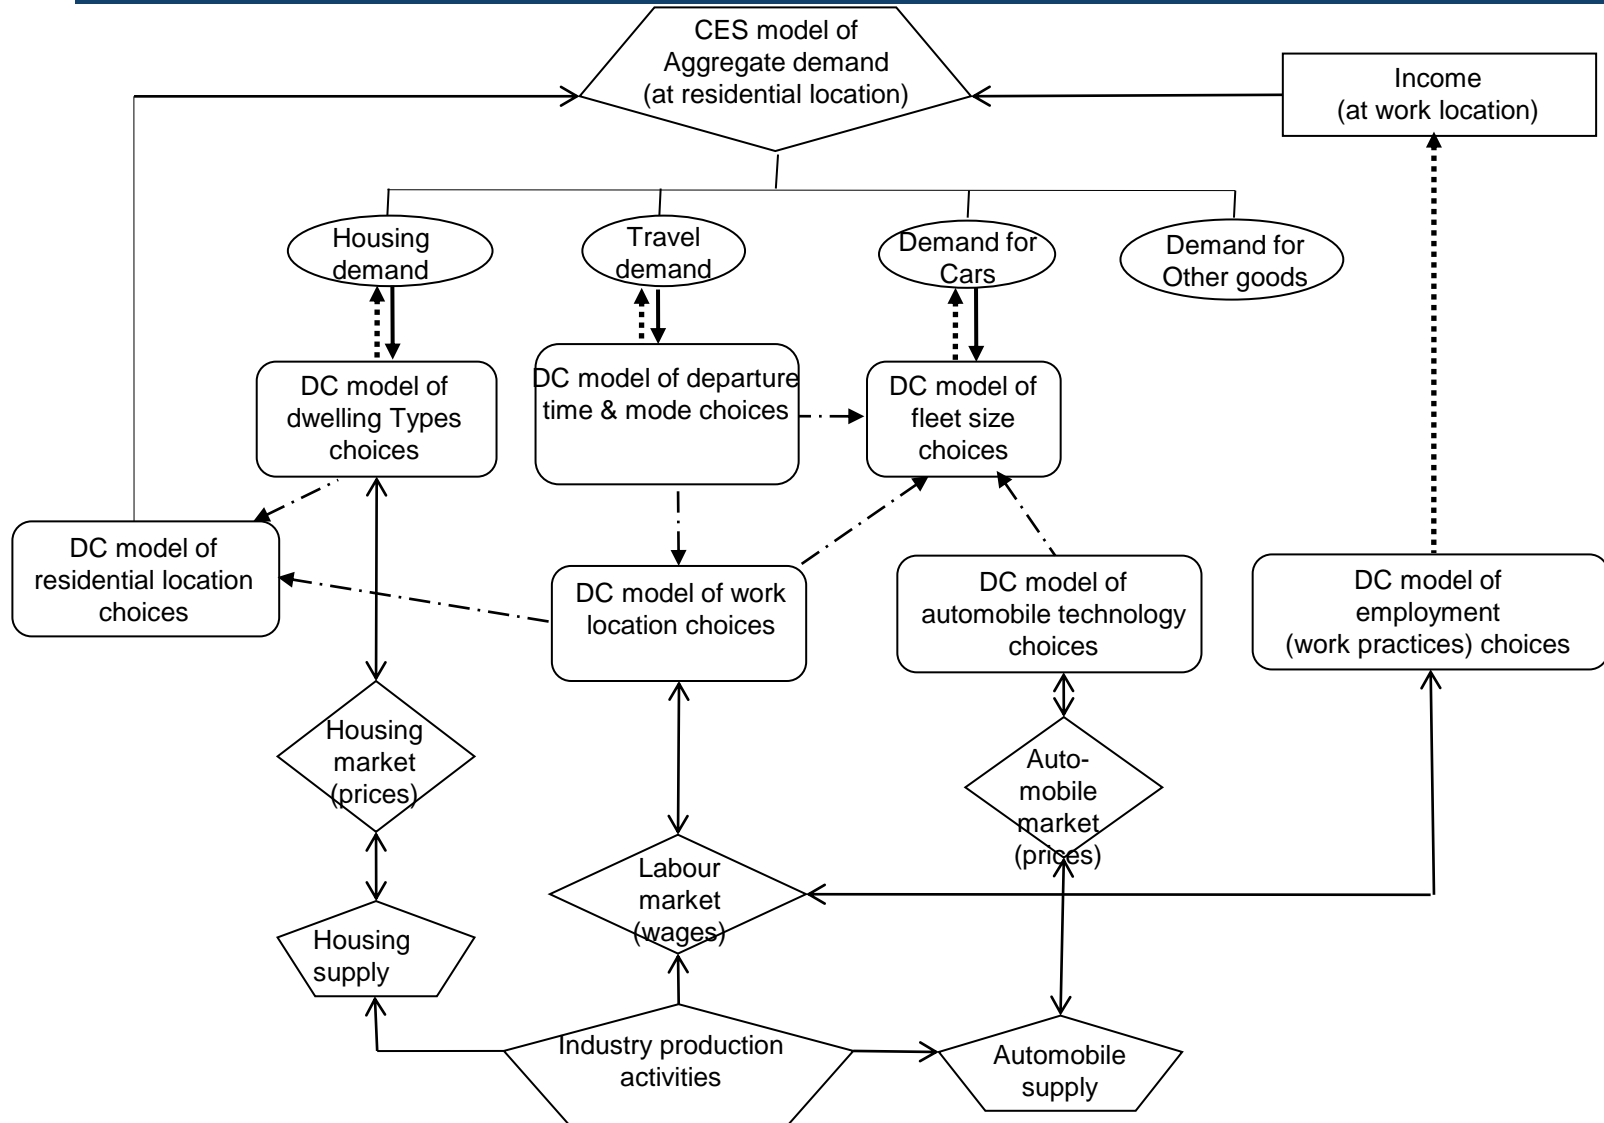 CES model of
Aggregate demand
(at residential location)
Income
(at work location)
Housing
demand
Travel
demand
Demand for
Cars
Demand for
Other goods
DC model of
dwelling Types
choices
DC model of departure
time & mode choices
DC model of
fleet size
choices
DC model of
residential location
choices
DC model of work
location choices
DC model of
automobile technology
choices
DC model of
employment
(work practices) choices
Housing
market
(prices)
Auto-
mobile
market
(prices)
Labour
market
(wages)
Housing
supply
Industry production
activities
Automobile
supply